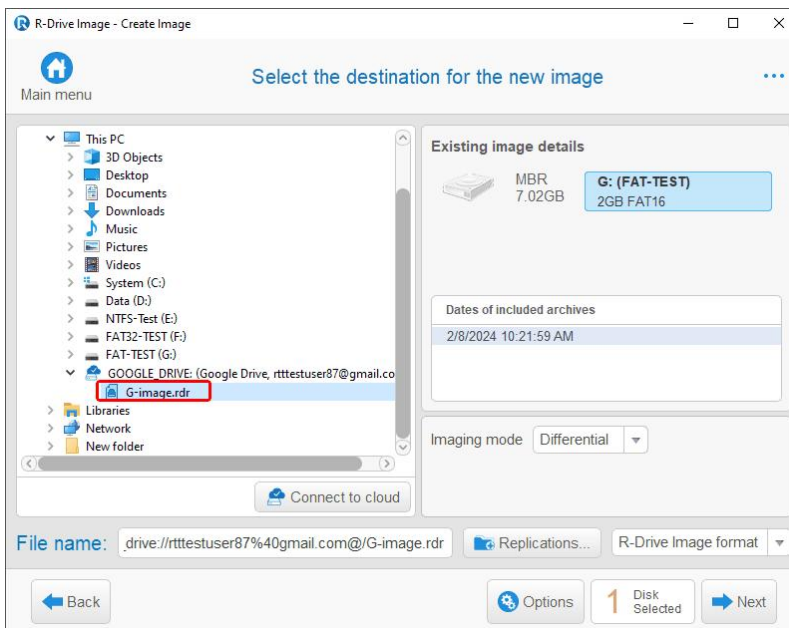 R-Drive Image - Create Image
Main menu
Select the destination for the new image
This PC
3D Objects
Desktop
Documents
Downloads
Music
Pictures
Videos
System (C:)
Data (D:)
NTFS-Test (E:)
FAT32-TEST (F:)
FAT-TEST (G:)
GOOGLE_DRIVE: (Google Drive, rtttestuser87@gmail.co
G-image.rdr
Libraries
Network
New folder
Connect to cloud
Existing image details
MBR
7.02GB
G: (FAT-TEST)
2GB FAT16
Dates of included archives
2/8/2024 10:21:59 AM
Imaging mode Differential
File name: _drive://rtttestuser87%40gmail.com@/G-image.rdr Replications... R-Drive Image format
Back
Options
1 Disk Selected
Next